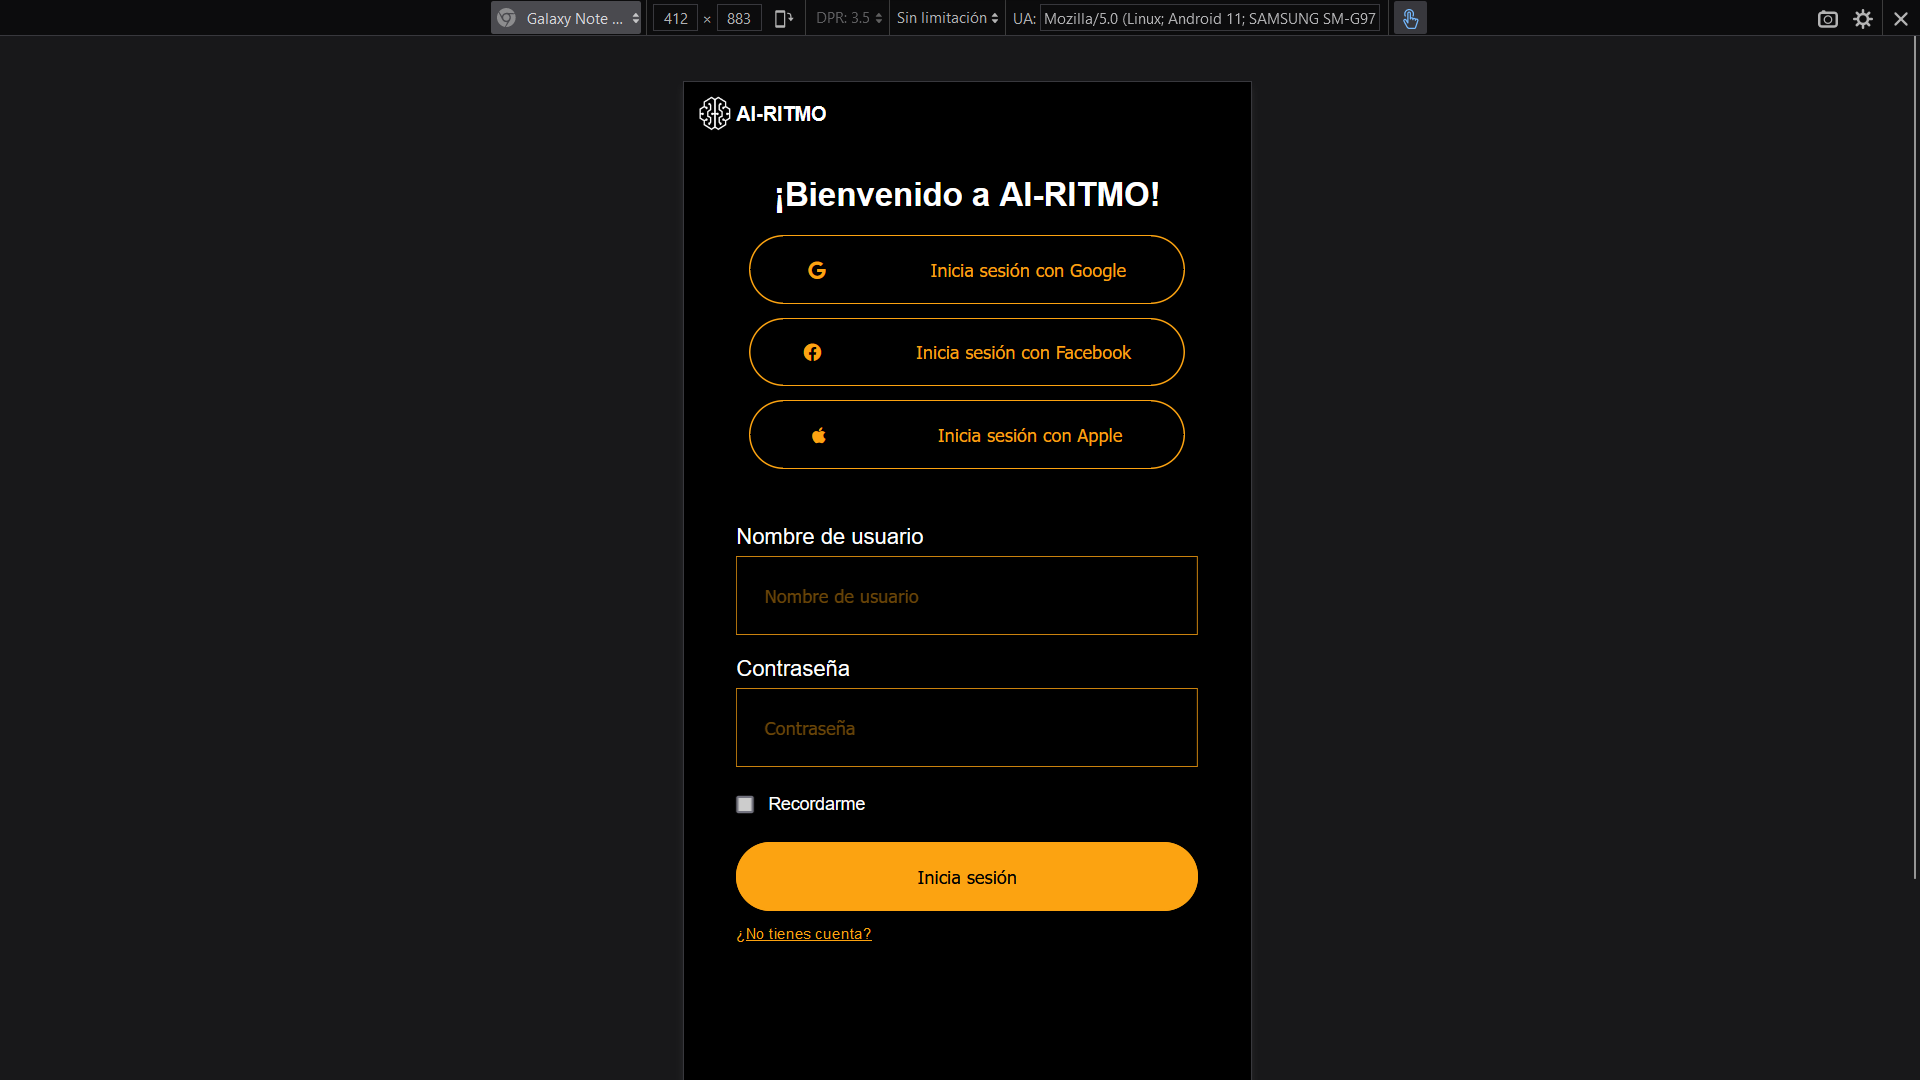 Galaxy Note ...
412 × 883
DPR: 3.5
Sin limitación
UA: Mozilla/5.0 (Linux; Android 11; SAMSUNG SM-G97
AI-RITMO
¡Bienvenido a AI-RITMO!
Inicia sesión con Google
Inicia sesión con Facebook
Inicia sesión con Apple
Nombre de usuario
Nombre de usuario
Contraseña
Contraseña
Recordarme
Inicia sesión
¿No tienes cuenta?